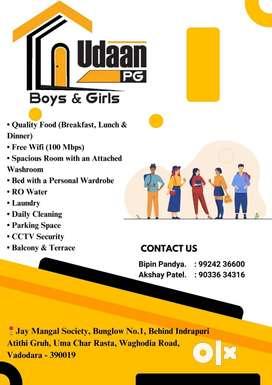 Udaan
PG
Boys & Girls
• Quality Food (Breakfast, Lunch &
Dinner)
• Free Wifi (100 Mbps)
• Spacious Room with an Attached
Washroom
• Bed with a Personal Wardrobe
• RO Water
• Laundry
• Daily Cleaning
• Parking Space
• CCTV Security
• Balcony & Terrace
CONTACT US
Bipin Pandya. : 99242 36600
Akshay Patel. : 90336 34316
Jay Mangal Society, Bunglow No.1, Behind Indrapuri
Atithi Gruh, Uma Char Rasta, Waghodia Road,
Vadodara - 390019
olx